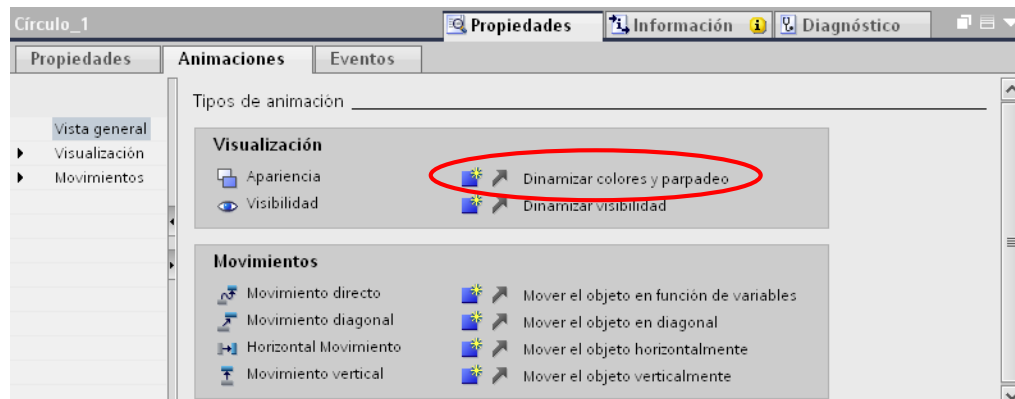 Círculo_1 Propiedades Información Diagnóstico
Propiedades Animaciones Eventos
Tipos de animación
Vista general
Visualización
Movimientos
Visualización
Apariencia Dinamizar colores y parpadeo
Visibilidad Dinamizar visibilidad
Movimientos
Movimiento directo Mover el objeto en función de variables
Movimiento diagonal Mover el objeto en diagonal
Horizontal Movimiento Mover el objeto horizontalmente
Movimiento vertical Mover el objeto verticalmente